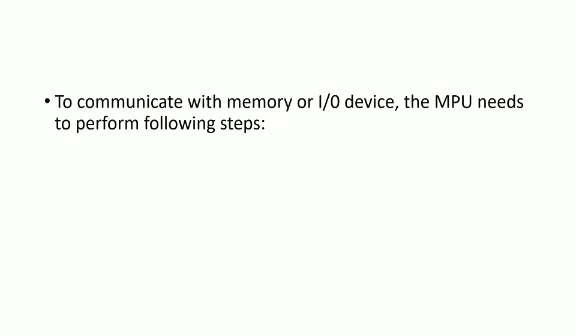 • To communicate with memory or I/0 device, the MPU needs
to perform following steps: